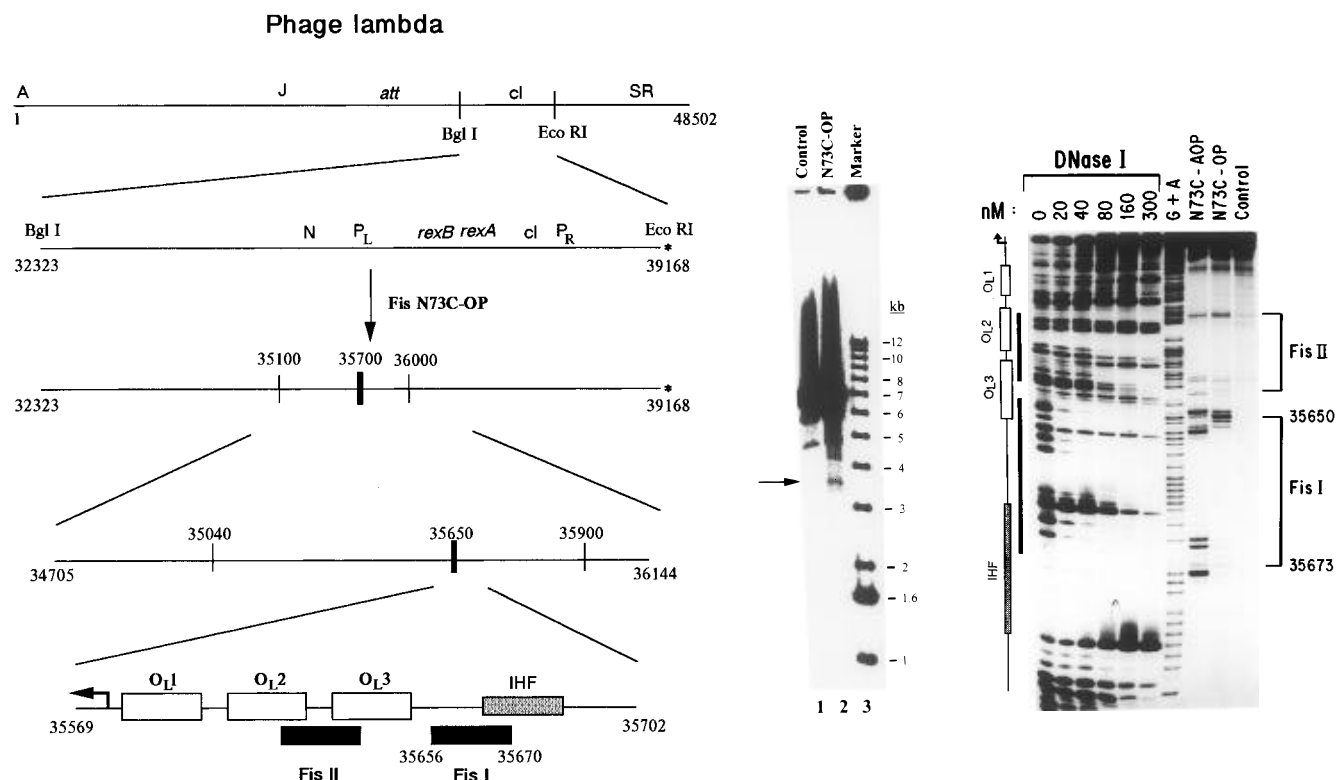 Phage lambda
A J att cI SR
1 Bgl I Eco RI 48502
Bgl I N PL rexB rexA cI PR Eco RI
32323 * 39168
Fis N73C-OP
35100 35700 36000
32323 * 39168
35040 35650 35900
34705 36144
OL1 OL2 OL3 IHF
35569 35702
35656 35670
Fis II Fis I
Control
N73C-OP
Marker
kb
12
10
8
7
6
5
4
3
2
1.6
1
1 2 3
DNase I
nM : 0 20 40 80 160 300
G + A
N73C-AOP
N73C-OP
Control
OL1
OL2
OL3
IHF
Fis II
35650
Fis I
35673